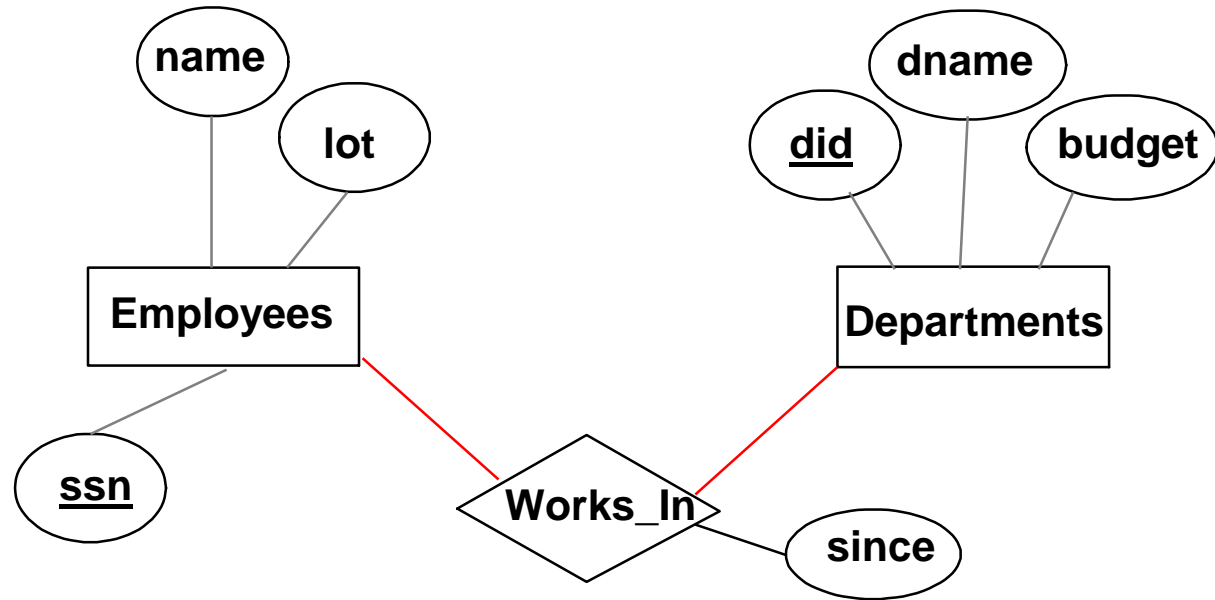 name
dname
lot
did
budget
Employees
Departments
ssn
Works_In
since